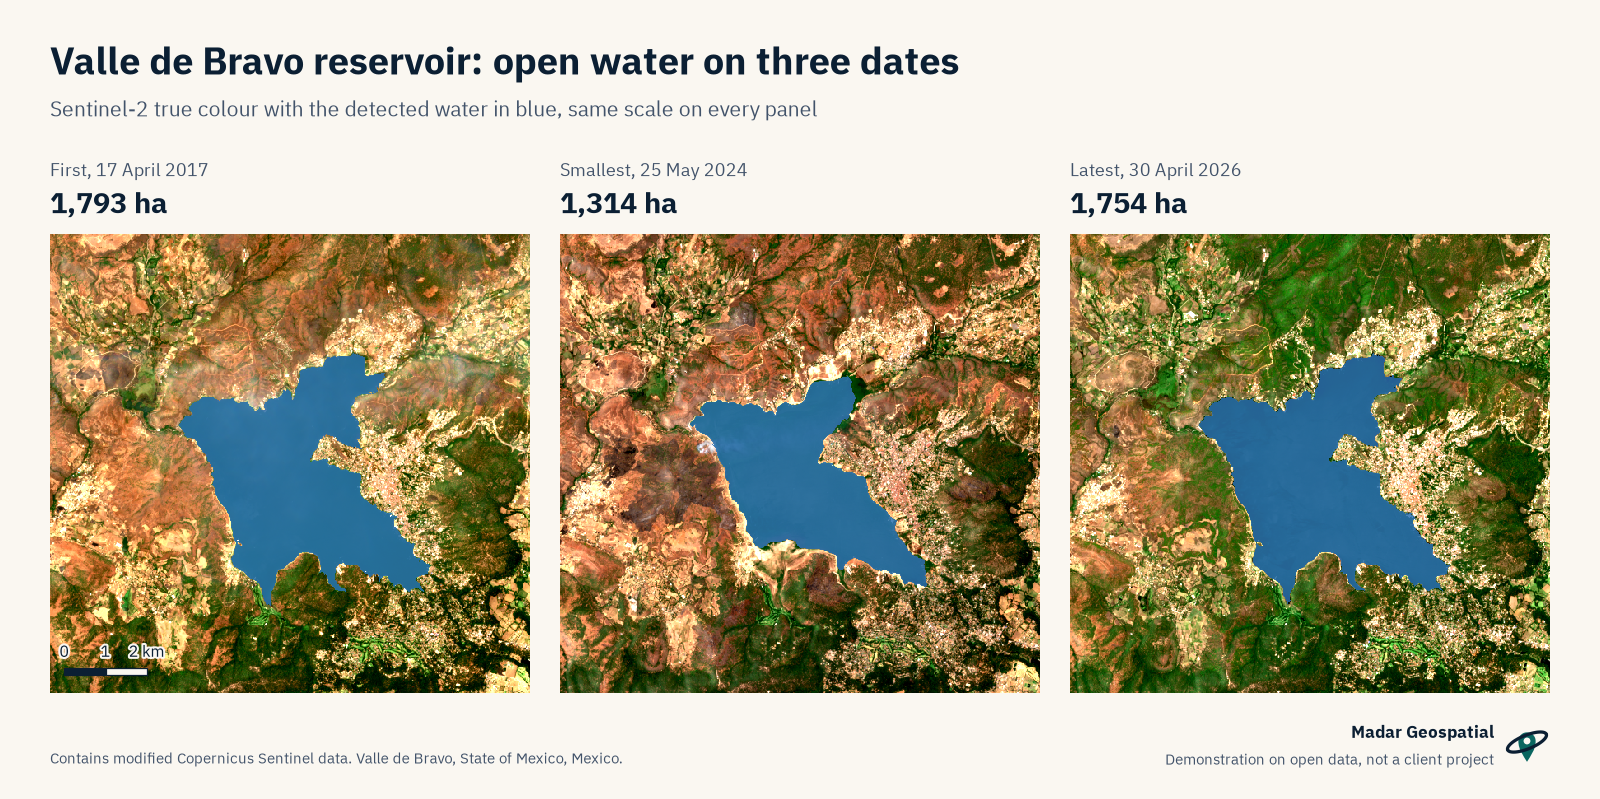 Valle de Bravo reservoir: open water on three dates
Sentinel-2 true colour with the detected water in blue, same scale on every panel
First, 17 April 2017
1,793 ha
Smallest, 25 May 2024
1,314 ha
Latest, 30 April 2026
1,754 ha
0 1 2 km
Contains modified Copernicus Sentinel data. Valle de Bravo, State of Mexico, Mexico.
Madar Geospatial
Demonstration on open data, not a client project